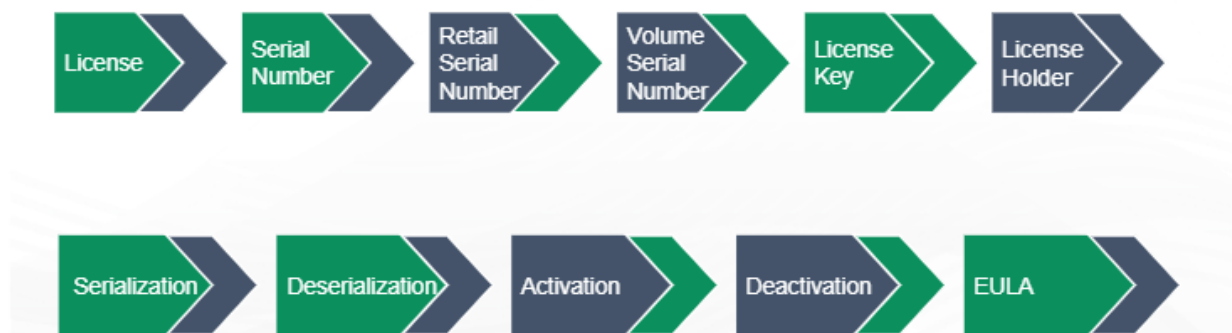 License
Serial
Number
Retail
Serial
Number
Volume
Serial
Number
License
Key
License
Holder
Serialization
Deserialization
Activation
Deactivation
EULA